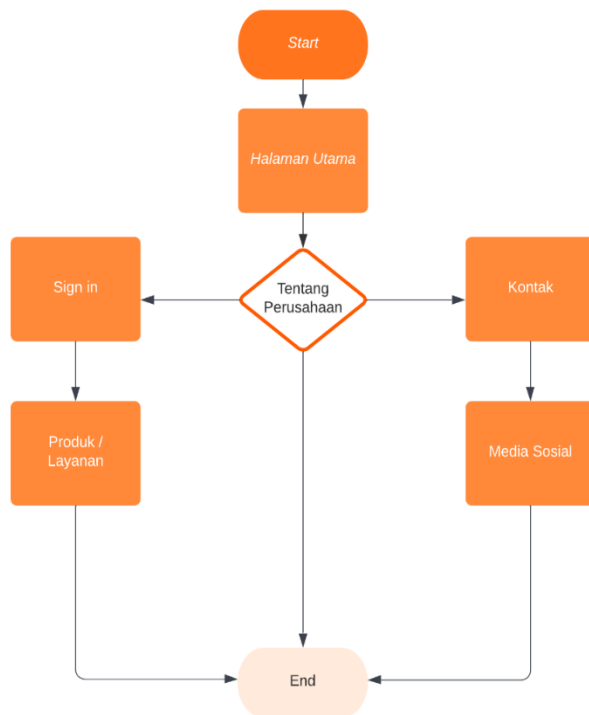 Start
Halaman Utama
Sign in
Tentang
Perusahaan
Kontak
Produk /
Layanan
Media Sosial
End